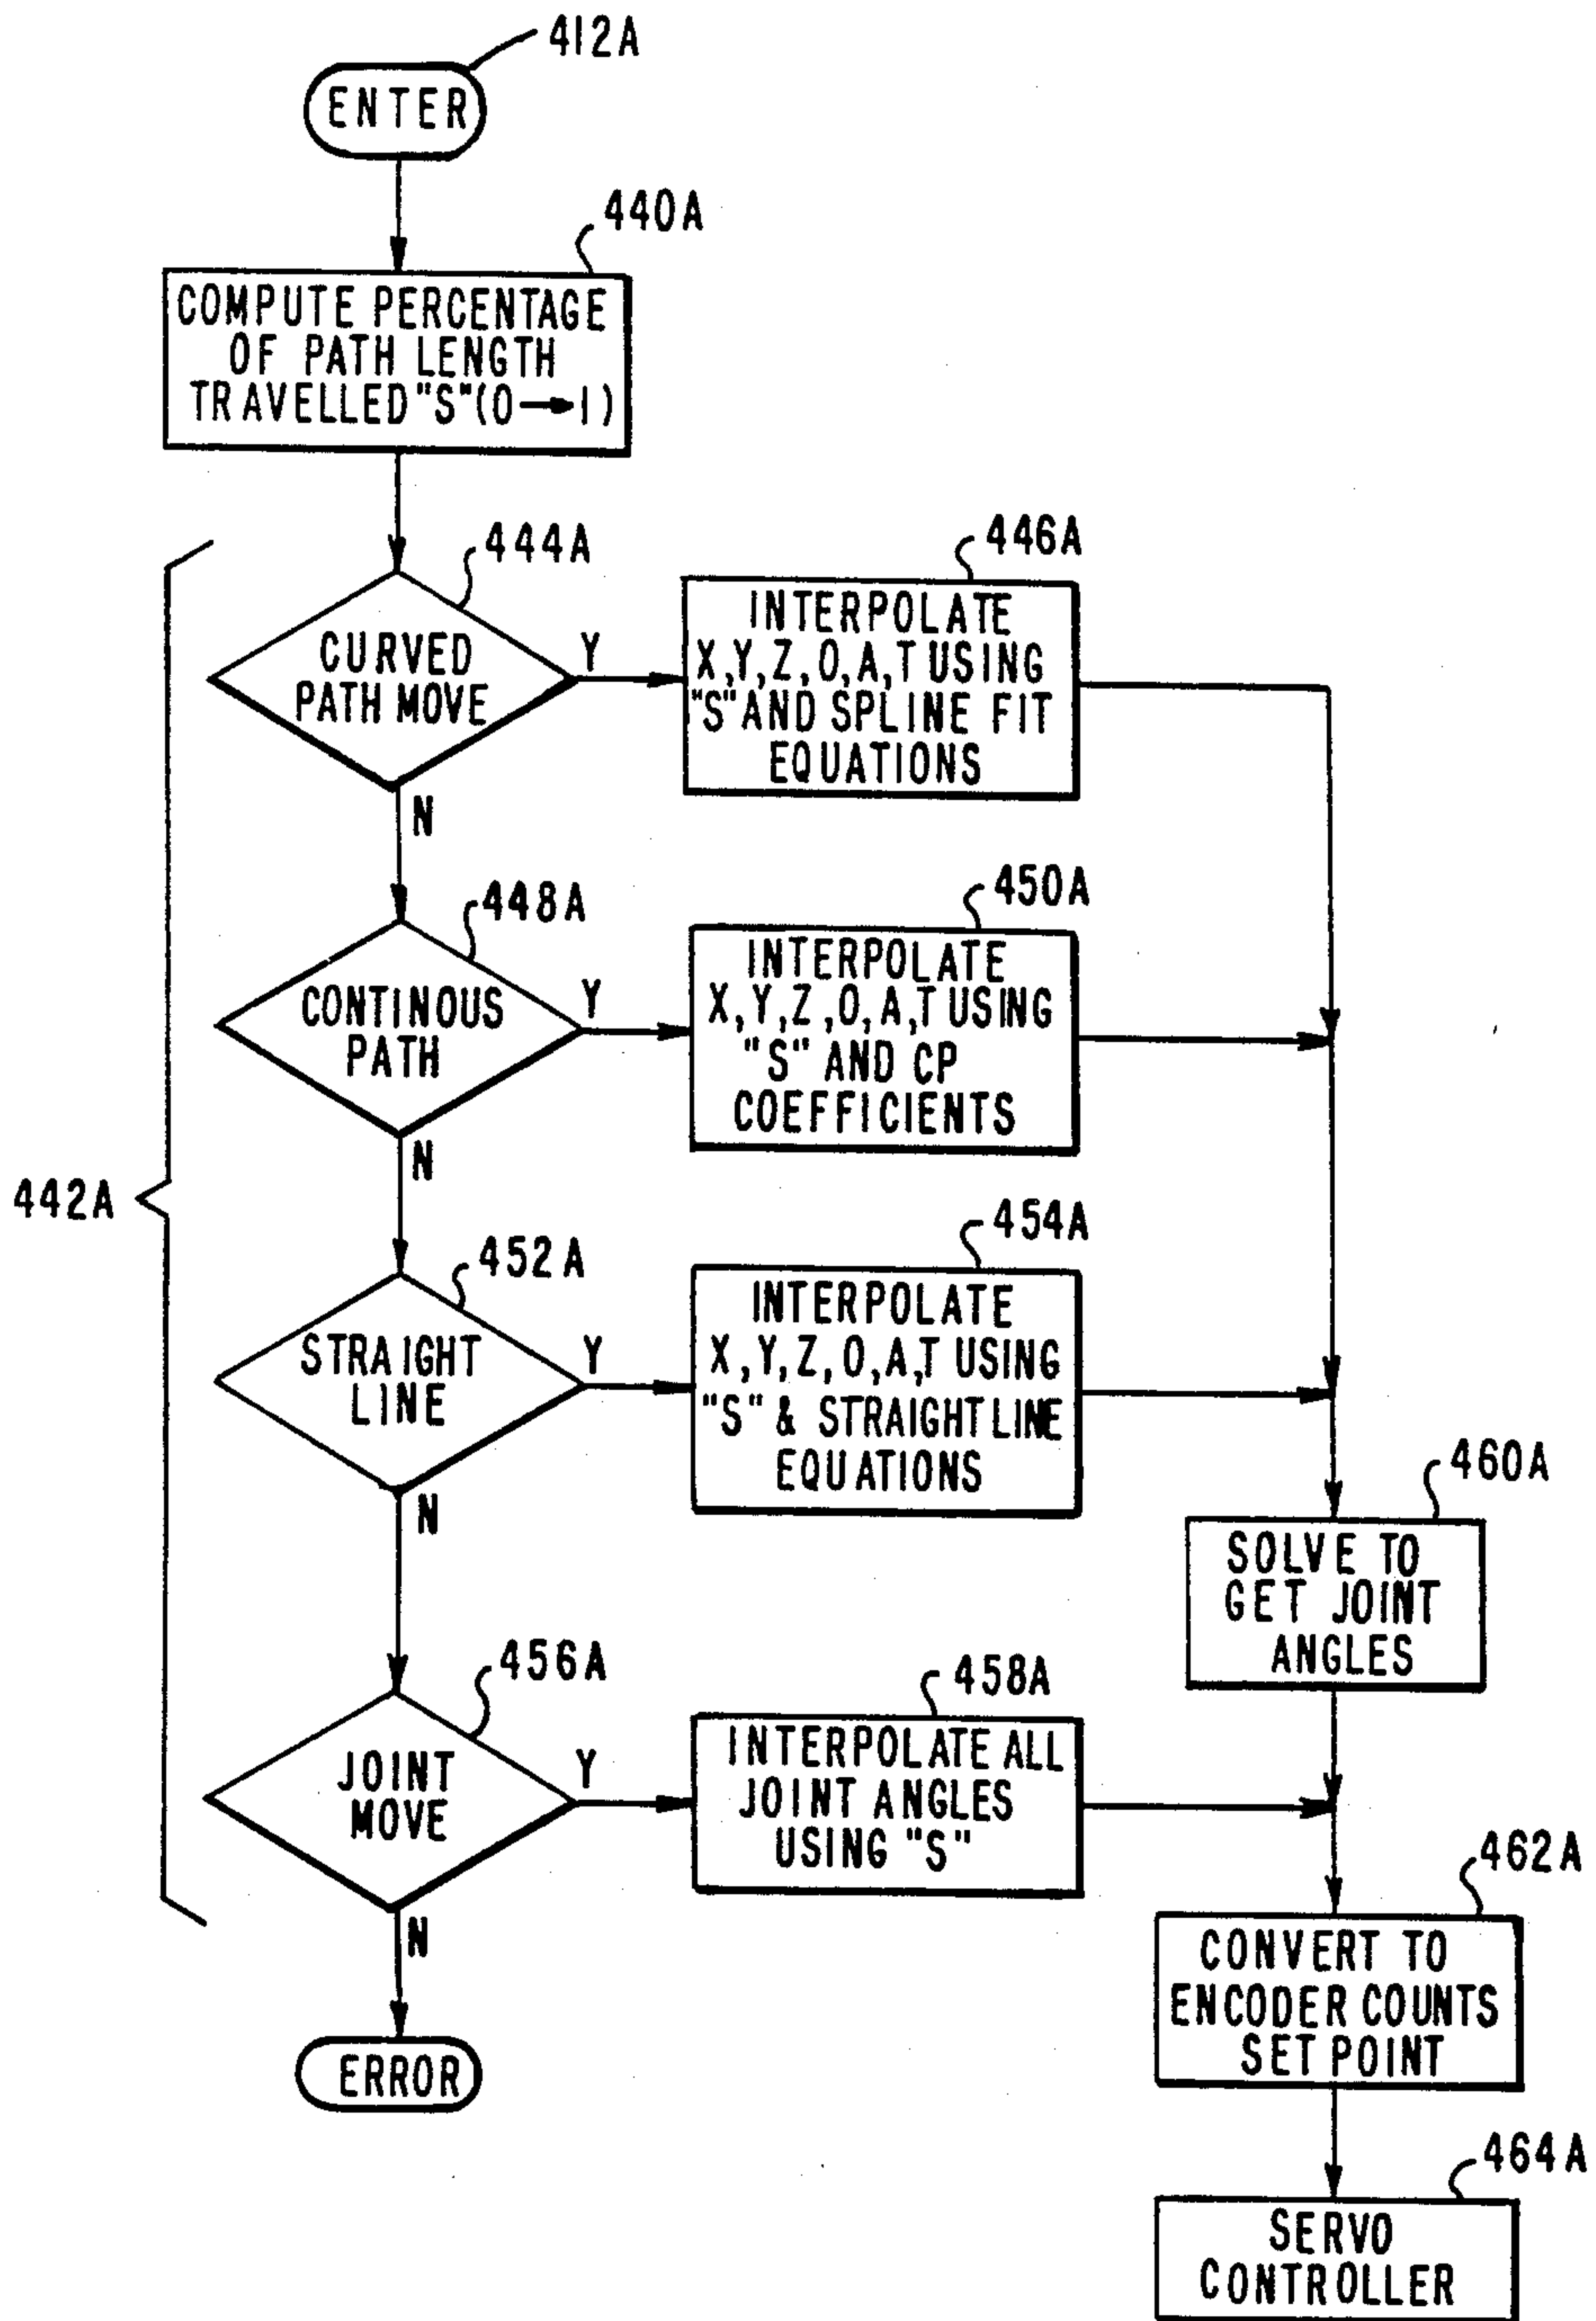 412A
ENTER
440A
COMPUTE PERCENTAGE
OF PATH LENGTH
TRAVELLED "S" (0→1)
442A
444A
CURVED
PATH MOVE
Y
N
446A
INTERPOLATE
X,Y,Z,O,A,T USING
"S" AND SPLINE FIT
EQUATIONS
448A
CONTINOUS
PATH
Y
N
450A
INTERPOLATE
X,Y,Z,O,A,T USING
"S" AND CP
COEFFICIENTS
452A
STRAIGHT
LINE
Y
N
454A
INTERPOLATE
X,Y,Z,O,A,T USING
"S" & STRAIGHT LINE
EQUATIONS
460A
SOLVE TO
GET JOINT
ANGLES
456A
JOINT
MOVE
Y
N
458A
INTERPOLATE ALL
JOINT ANGLES
USING "S"
462A
CONVERT TO
ENCODER COUNTS
SET POINT
ERROR
464A
SERVO
CONTROLLER